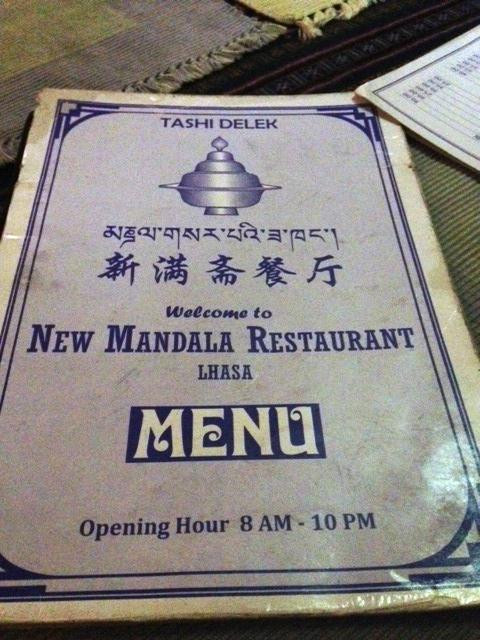 TASHI DELEK
མཎྜལ་གསར་པའི་ཟ་ཁང་།
新满斋餐厅
Welcome to
NEW MANDALA RESTAURANT
LHASA
MENU
Opening Hour 8 AM - 10 PM